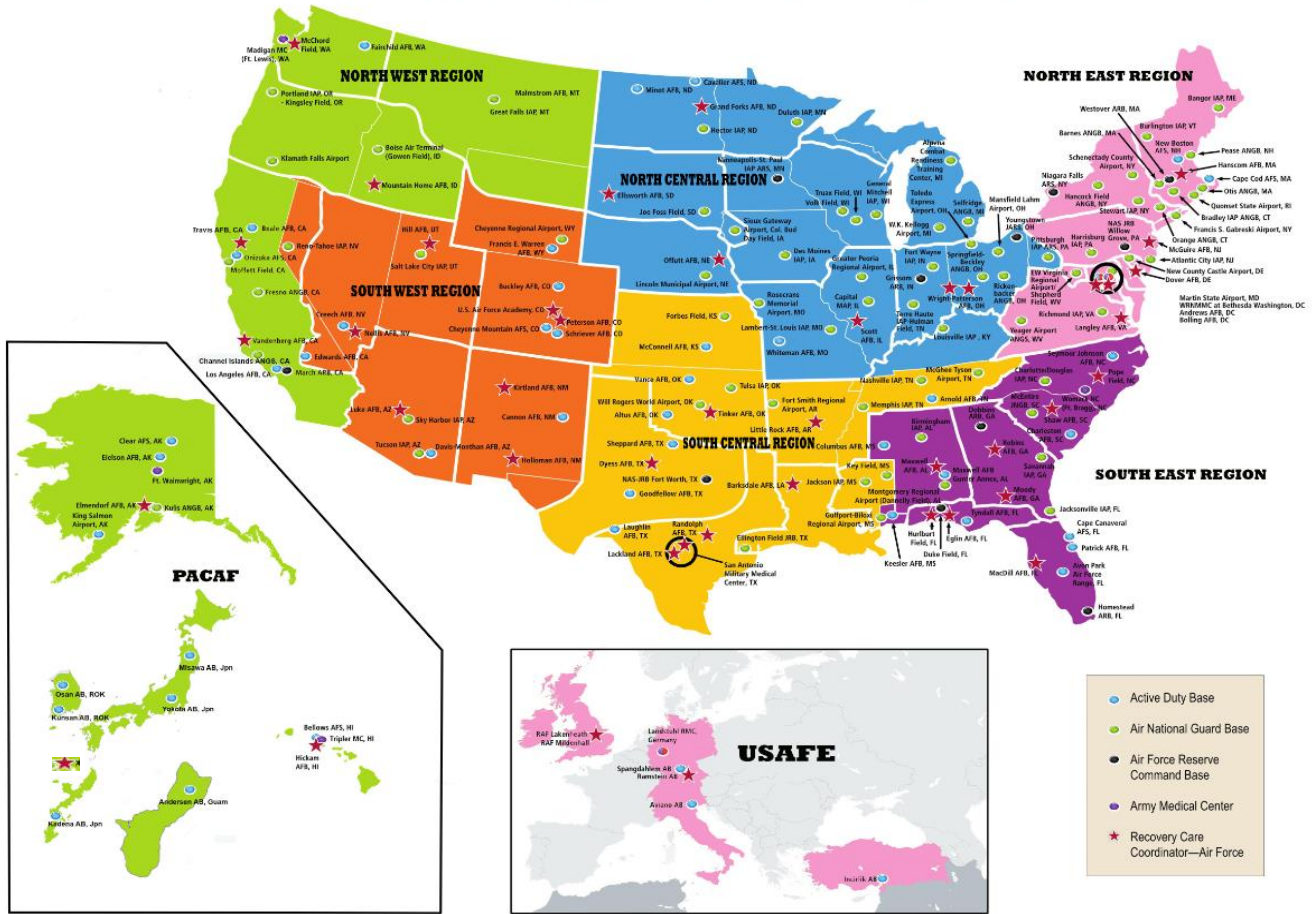 McChord
Field, WA
Madigan MC
(Ft. Lewis), WA
Fairchild AFB, WA
NORTH WEST REGION
Malmstrom AFB, MT
Great Falls IAP, MT
Portland IAP, OR
- Kingsley Field, OR
Boise Air Terminal
(Gowen Field), ID
Klamath Falls Airport
Mountain Home AFB, ID
Travis AFB, CA
Beale AFB, CA
Reno-Tahoe IAP, NV
Onizuka AFS, CA
Moffett Field, CA
Fresno ANGB, CA
Vandenberg AFB, CA
Channel Islands ANGB, CA
Los Angeles AFB, CA
March ARB, CA
Edwards AFB, CA
Hill AFB, UT
Salt Lake City IAP, UT
Cheyenne Regional Airport, WY
Francis E. Warren
AFB, WY
SOUTH WEST REGION
Buckley AFB, CO
U.S. Air Force Academy, CO
Peterson AFB, CO
Cheyenne Mountain AFS, CO
Schriever AFB, CO
Creech AFB, NV
Nellis AFB, NV
Kirtland AFB, NM
Luke AFB, AZ
Sky Harbor IAP, AZ
Cannon AFB, NM
Tucson IAP, AZ
Davis-Monthan AFB, AZ
Holloman AFB, NM
Minot AFB, ND
Cavalier AFS, ND
Grand Forks AFB, ND
Hector IAP, ND
Duluth IAP, MN
Minneapolis-St. Paul
IAP ARS, MN
NORTH CENTRAL REGION
Ellsworth AFB, SD
Joe Foss Field, SD
Sioux Gateway
Airport, Col. Bud
Day Field, IA
Offutt AFB, NE
Lincoln Municipal Airport, NE
Des Moines
IAP, IA
Truax Field, WI
Volk Field, WI
General
Mitchell
IAP, WI
Alpena
Combat
Readiness
Training
Center, MI
Toledo
Express
Airport, OH
Selfridge
ANGB, MI
W.K. Kellogg
Airport, MI
Mansfield Lahm
Airport, OH
Youngstown
JARB, OH
Fort Wayne
IAP, IN
Springfield-
Beckley
ANGB, OH
Greater Peoria
Regional Airport, IL
Grissom
ARB, IN
Ricken-
backer
ANGB, OH
Wright-Patterson
AFB, OH
Capital
MAP, IL
Terre Haute
IAP-Hulman
Field, TN
Scott
AFB, IL
Louisville IAP , KY
Rosecrans
Memorial
Airport, MO
Lambert-St. Louis IAP, MO
Whiteman AFB, MO
Forbes Field, KS
McConnell AFB, KS
Vance AFB, OK
Tulsa IAP, OK
Will Rogers World Airport, OK
Altus AFB, OK
Tinker AFB, OK
Fort Smith Regional
Airport, AR
Little Rock AFB, AR
Nashville IAP, TN
McGhee Tyson
Airport, TN
Memphis IAP, TN
Arnold AFB, TN
Sheppard AFB, TX
SOUTH CENTRAL REGION
Columbus AFB, MS
Dyess AFB, TX
NAS-JRB Fort Worth, TX
Goodfellow AFB, TX
Barksdale AFB, LA
Key Field, MS
Jackson IAP, MS
Laughlin
AFB, TX
Randolph
AFB, TX
Lackland AFB, TX
Ellington Field JRB, TX
San Antonio
Military Medical
Center, TX
Gulfport-Biloxi
Regional Airport, MS
Keesler AFB, MS
NORTH EAST REGION
Bangor IAP, ME
Westover ARB, MA
Barnes ANGB, MA
Burlington IAP, VT
New Boston
AFS, NH
Pease ANGB, NH
Schenectady County
Airport, NY
Hanscom AFB, MA
Cape Cod AFS, MA
Niagara Falls
ARS, NY
Otis ANGB, MA
Hancock Field
ANGB, NY
Quonset State Airport, RI
Stewart IAP, NY
Bradley IAP ANGB, CT
Francis S. Gabreski Airport, NY
NAS JRB
Willow
Grove, PA
Orange ANGB, CT
Pittsburgh
IAP ARS, PA
Harrisburg
IAP, PA
McGuire AFB, NJ
Atlantic City IAP, NJ
New County Castle Airport, DE
Dover AFB, DE
EW Virginia
Regional
Airport/
Shepherd
Field, WG
Martin State Airport, MD
WRNMMC at Bethesda Washington, DC
Andrews AFB, DC
Bolling AFB, DC
Richmond IAP, VA
Langley AFB, VA
Yeager Airport
ANGS, WV
Seymour Johnson
AFB, NC
Charlotte/Douglas
IAP, NC
Pope
Field, NC
Womack MC
(Ft. Bragg), NC
McEntire
JNGB, SC
Shaw AFB, SC
Charleston
AFB, SC
Dobbins
ARB, GA
Birmingham
IAP, AL
Robins
AFB, GA
Savannah
IAP, GA
Maxwell
AFB, AL
Maxwell AFB
Gunter Annex, AL
Montgomery Regional
Airport (Dannelly Field), AL
Moody
AFB, GA
SOUTH EAST REGION
Jacksonville IAP, FL
Tyndall AFB, FL
Hurlburt
Field, FL
Eglin AFB, FL
Duke Field, FL
Cape Canaveral
AFS, FL
Patrick AFB, FL
MacDill AFB, FL
Avon Park
Air Force
Range, FL
Homestead
ARB, FL
Clear AFS, AK
Eielson AFB, AK
Ft. Wainwright, AK
Elmendorf AFB, AK
Kulis ANGB, AK
King Salmon
Airport, AK
PACAF
Misawa AB, Jpn
Osan AB, ROK
Yokota AB, Jpn
Kunsan AB, ROK
Bellows AFS, HI
Tripler MC, HI
Hickam
AFB, HI
Andersen AB, Guam
Kadena AB, Jpn
RAF Lakenheath
RAF Mildenhall
Landstuhl RMC,
Germany
USAFE
Spangdahlem AB
Ramstein AB
Aviano AB
Incirlik AB
Active Duty Base
Air National Guard Base
Air Force Reserve
Command Base
Army Medical Center
Recovery Care
Coordinator—Air Force